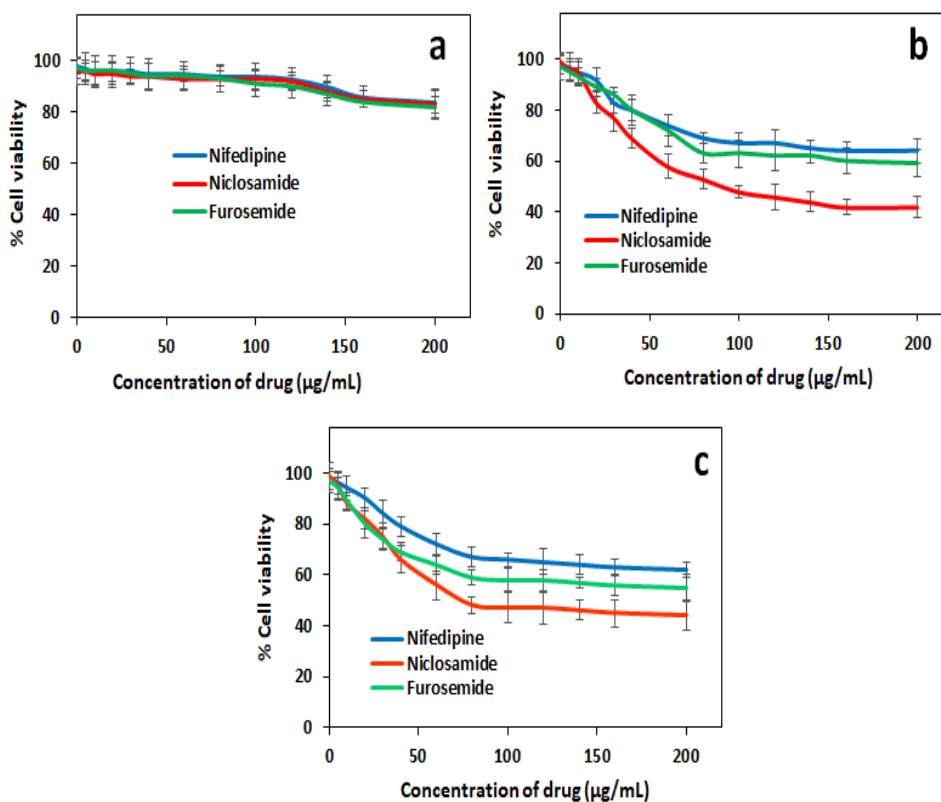 a
% Cell viability
100
80
60
40
20
0
Nifedipine
Niclosamide
Furosemide
0 50 100 150 200
Concentration of drug (µg/mL)
b
% Cell viability
100
80
60
40
20
0
Nifedipine
Niclosamide
Furosemide
0 50 100 150 200
Concentration of drug (µg/mL)
c
% Cell viability
100
80
60
40
20
0
Nifedipine
Niclosamide
Furosemide
0 50 100 150 200
Concentration of drug (µg/mL)